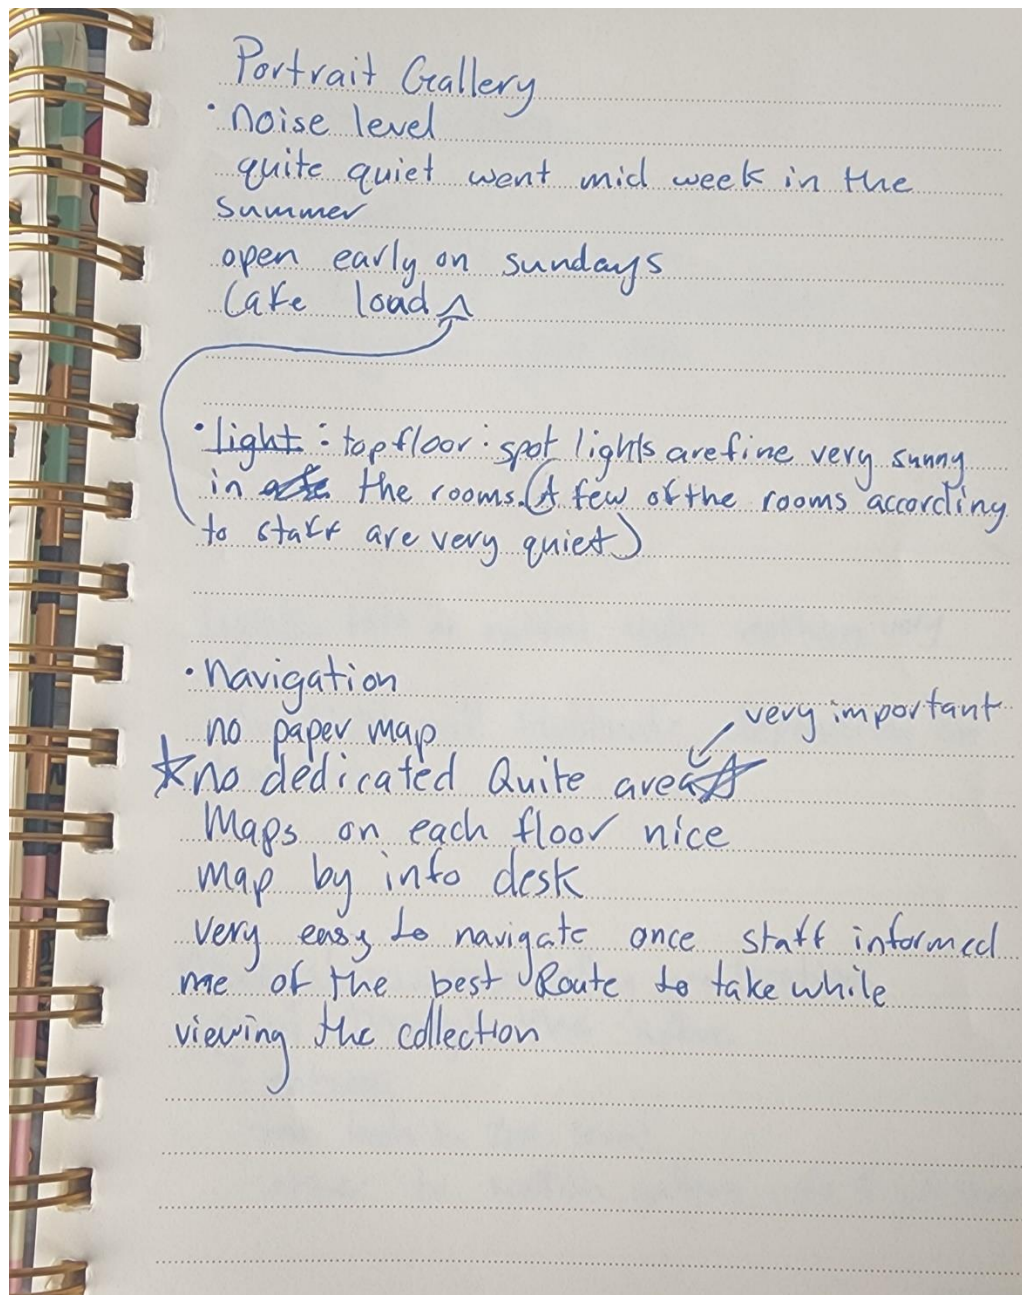 Portrait Gallery
• noise level
quite quiet went mid week in the
summer
open early on sundays
Cafe loud ^
• light : top floor : spot lights are fine very sunny
in the rooms. (A few of the rooms according
to staff are very quiet)
• Navigation
very important
no paper map
☆ no dedicated Quite area
Maps on each floor nice
map by info desk
very easy to navigate once staff informed
me of the best Route to take while
viewing the collection